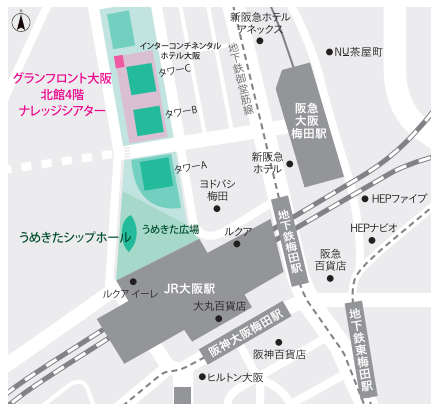 新阪急ホテル
アネックス
インターコンチネンタル
ホテル大阪
NU茶屋町
タワーC
グランフロント大阪
北館4階
ナレッジシアター
地下鉄御堂筋線
阪急
大阪
梅田駅
タワーB
タワーA
新阪急
ホテル
ヨドバシ
梅田
HEPファイブ
うめきた広場
うめきたシップホール
ルクア
地下鉄梅田駅
HEPナビオ
阪急
百貨店
ルクア イーレ
JR大阪駅
大丸百貨店
阪神大阪梅田駅
阪神百貨店
地下鉄東梅田駅
ヒルトン大阪